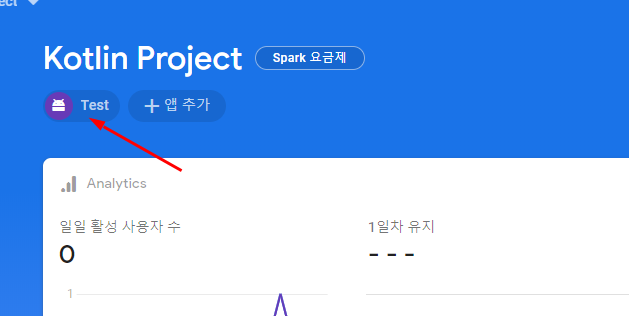 ect
Kotlin Project
Spark 요금제
Test
+ 앱 추가
Analytics
일일 활성 사용자 수
1일차 유지
0
- - -
1